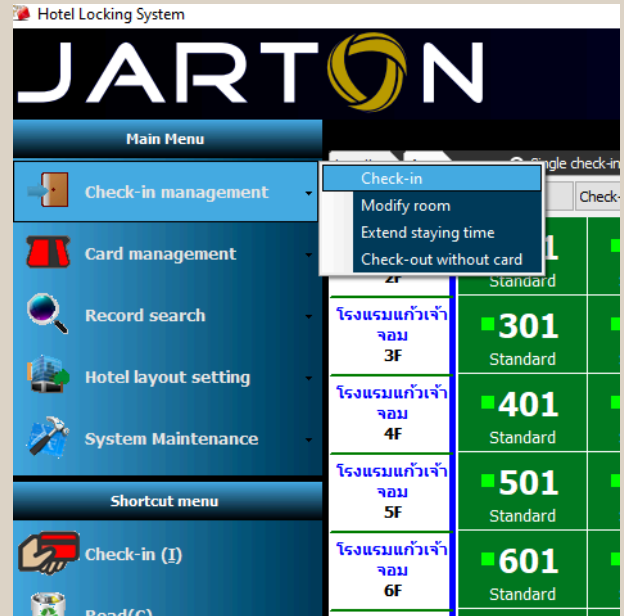 Hotel Locking System
JARTON
Main Menu
Check-in management
Card management
Record search
Hotel layout setting
System Maintenance
Shortcut menu
Check-in (I)
Read(C)
Single check-in
Check-in
Modify room
Extend staying time
Check-out without card
Check-
1
2F
Standard
โรงแรมแก้วเจ้า
จอม
3F
301
Standard
โรงแรมแก้วเจ้า
จอม
4F
401
Standard
โรงแรมแก้วเจ้า
จอม
5F
501
Standard
โรงแรมแก้วเจ้า
จอม
6F
601
Standard